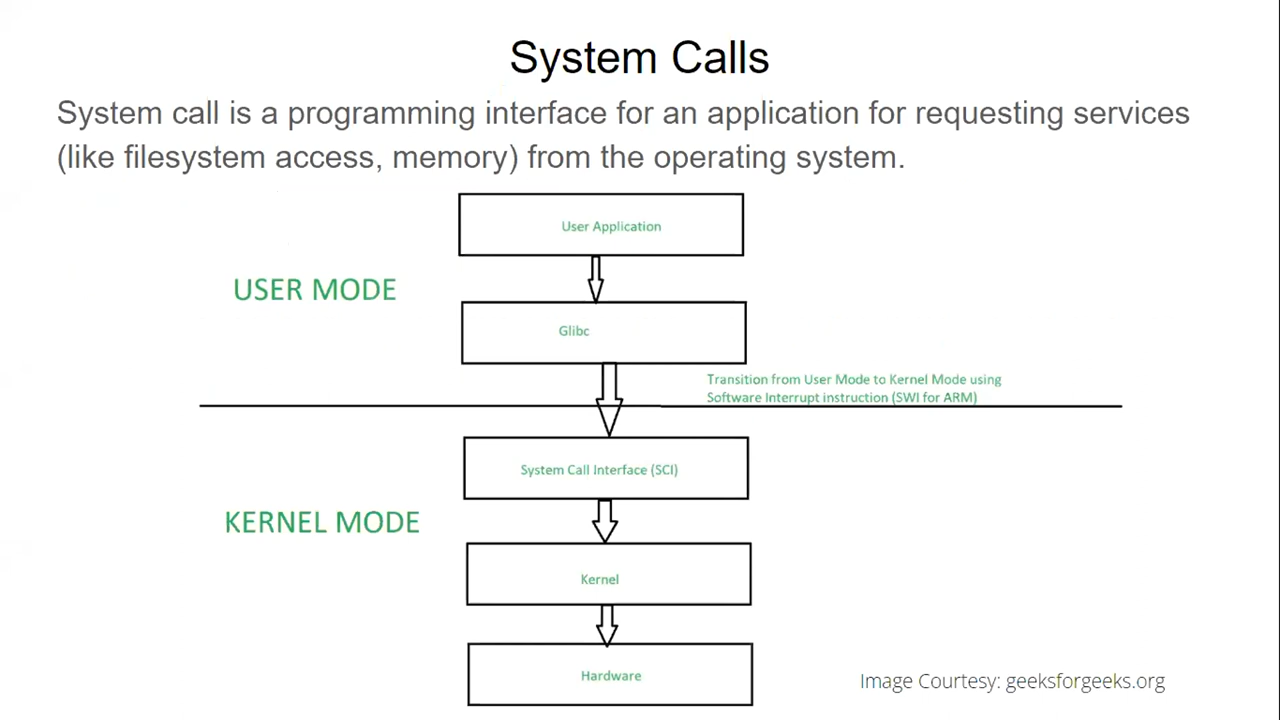 System Calls
System call is a programming interface for an application for requesting services
(like filesystem access, memory) from the operating system.
User Application
USER MODE
Glibc
Transition from User Mode to Kernel Mode using
Software Interrupt instruction (SWI for ARM)
System Call Interface (SCI)
KERNEL MODE
Kernel
Hardware
Image Courtesy: geeksforgeeks.org